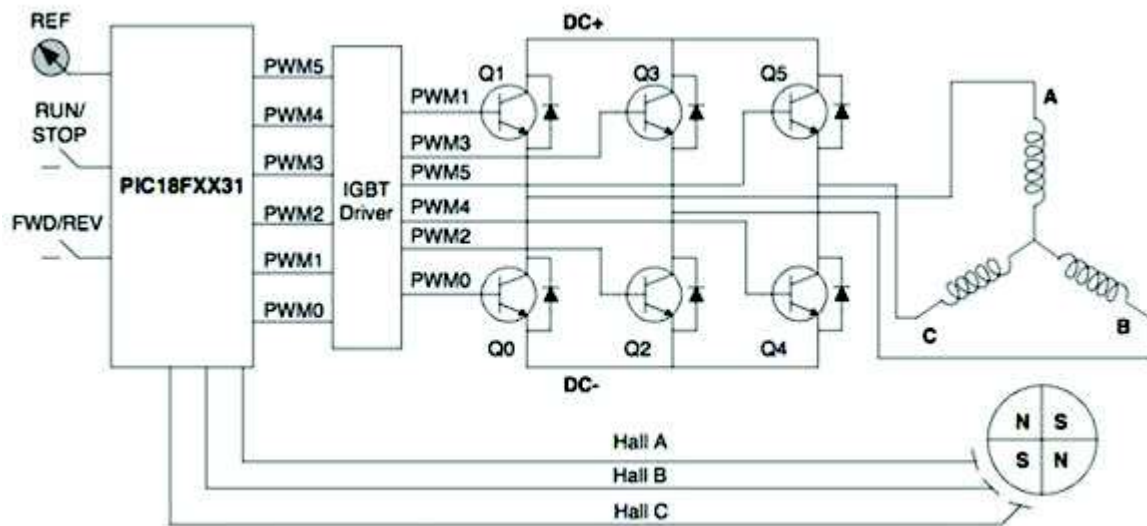 REF
RUN/
STOP
FWD/REV
PIC18FXX31
PWM5
PWM4
PWM3
PWM2
PWM1
PWM0
IGBT
Driver
PWM1
PWM3
PWM5
PWM4
PWM2
PWM0
DC+
Q1
Q3
Q5
Q0
Q2
Q4
DC-
A
C
B
N S
S N
Hall A
Hall B
Hall C